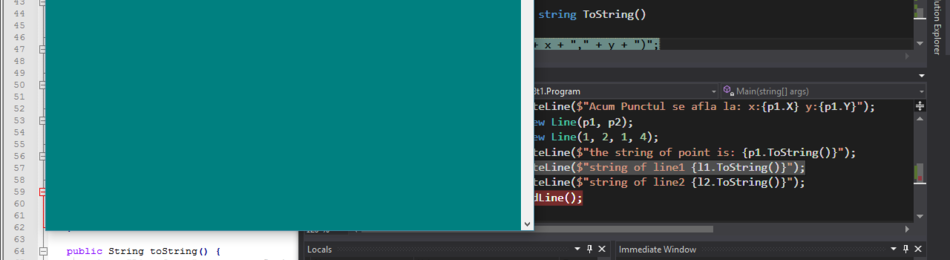 43
44
45
46
47
48
49
50
51
52
53
54
55
56
57
58
59
60
61
62
63
64
public String toString() {
string ToString()
+ x + "," + y + ")";
lt1.Program
Main(string[] args)
teLine($"Acum Punctul se afla la: x:{p1.X} y:{p1.Y}");
ew Line(p1, p2);
ew Line(1, 2, 1, 4);
teLine($"the string of point is: {p1.ToString()}");
teLine($"string of line1 {l1.ToString()}");
teLine($"string of line2 {l2.ToString()}");
dLine();
Locals
Immediate Window
ution Explorer